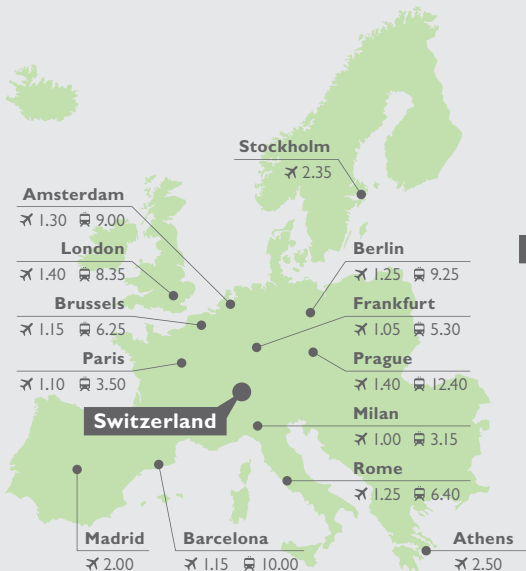 Stockholm
2.35
Amsterdam
1.30 9.00
London
1.40 8.35
Brussels
1.15 6.25
Paris
1.10 3.50
Berlin
1.25 9.25
Frankfurt
1.05 5.30
Prague
1.40 12.40
Milan
1.00 3.15
Rome
1.25 6.40
Switzerland
Madrid
2.00
Barcelona
1.15 10.00
Athens
2.50